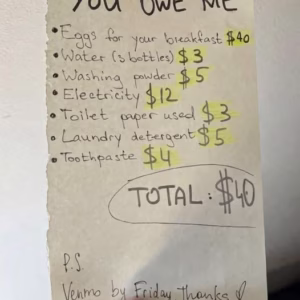 YOU OWE ME
• Eggs for your breakfast $40
• Water (3 bottles) $3
• Washing powder $5
• Electricity $12
• Toilet paper used $3
• Laundry detergent $5
• Toothpaste $4
TOTAL: $40
P.S.
Venmo by Friday thanks